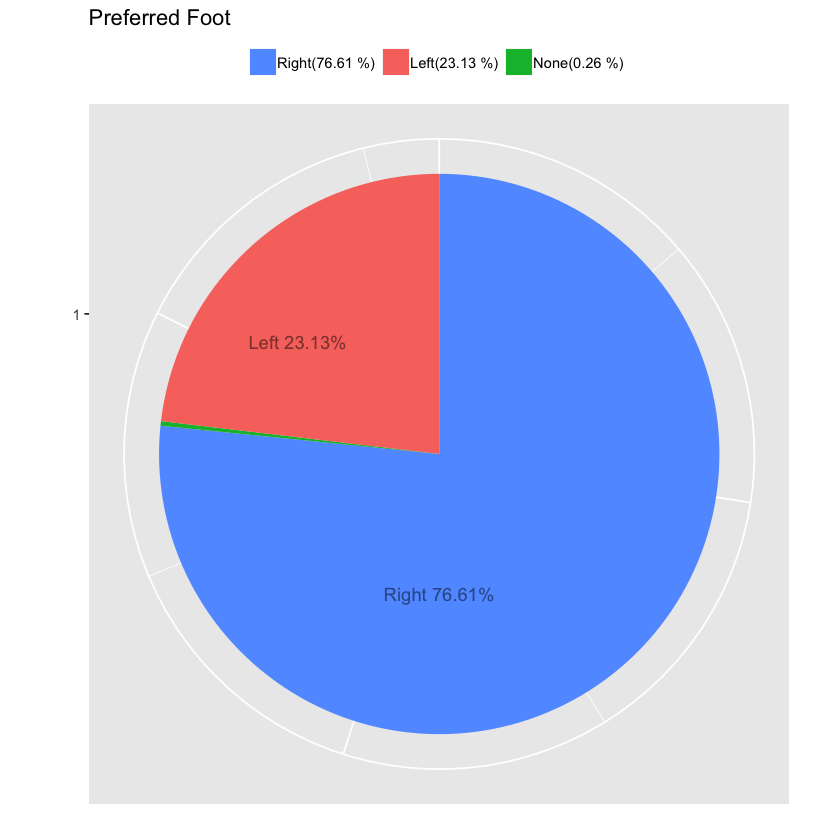 Preferred Foot
Right(76.61 %) Left(23.13 %) None(0.26 %)
1
Left 23.13%
Right 76.61%